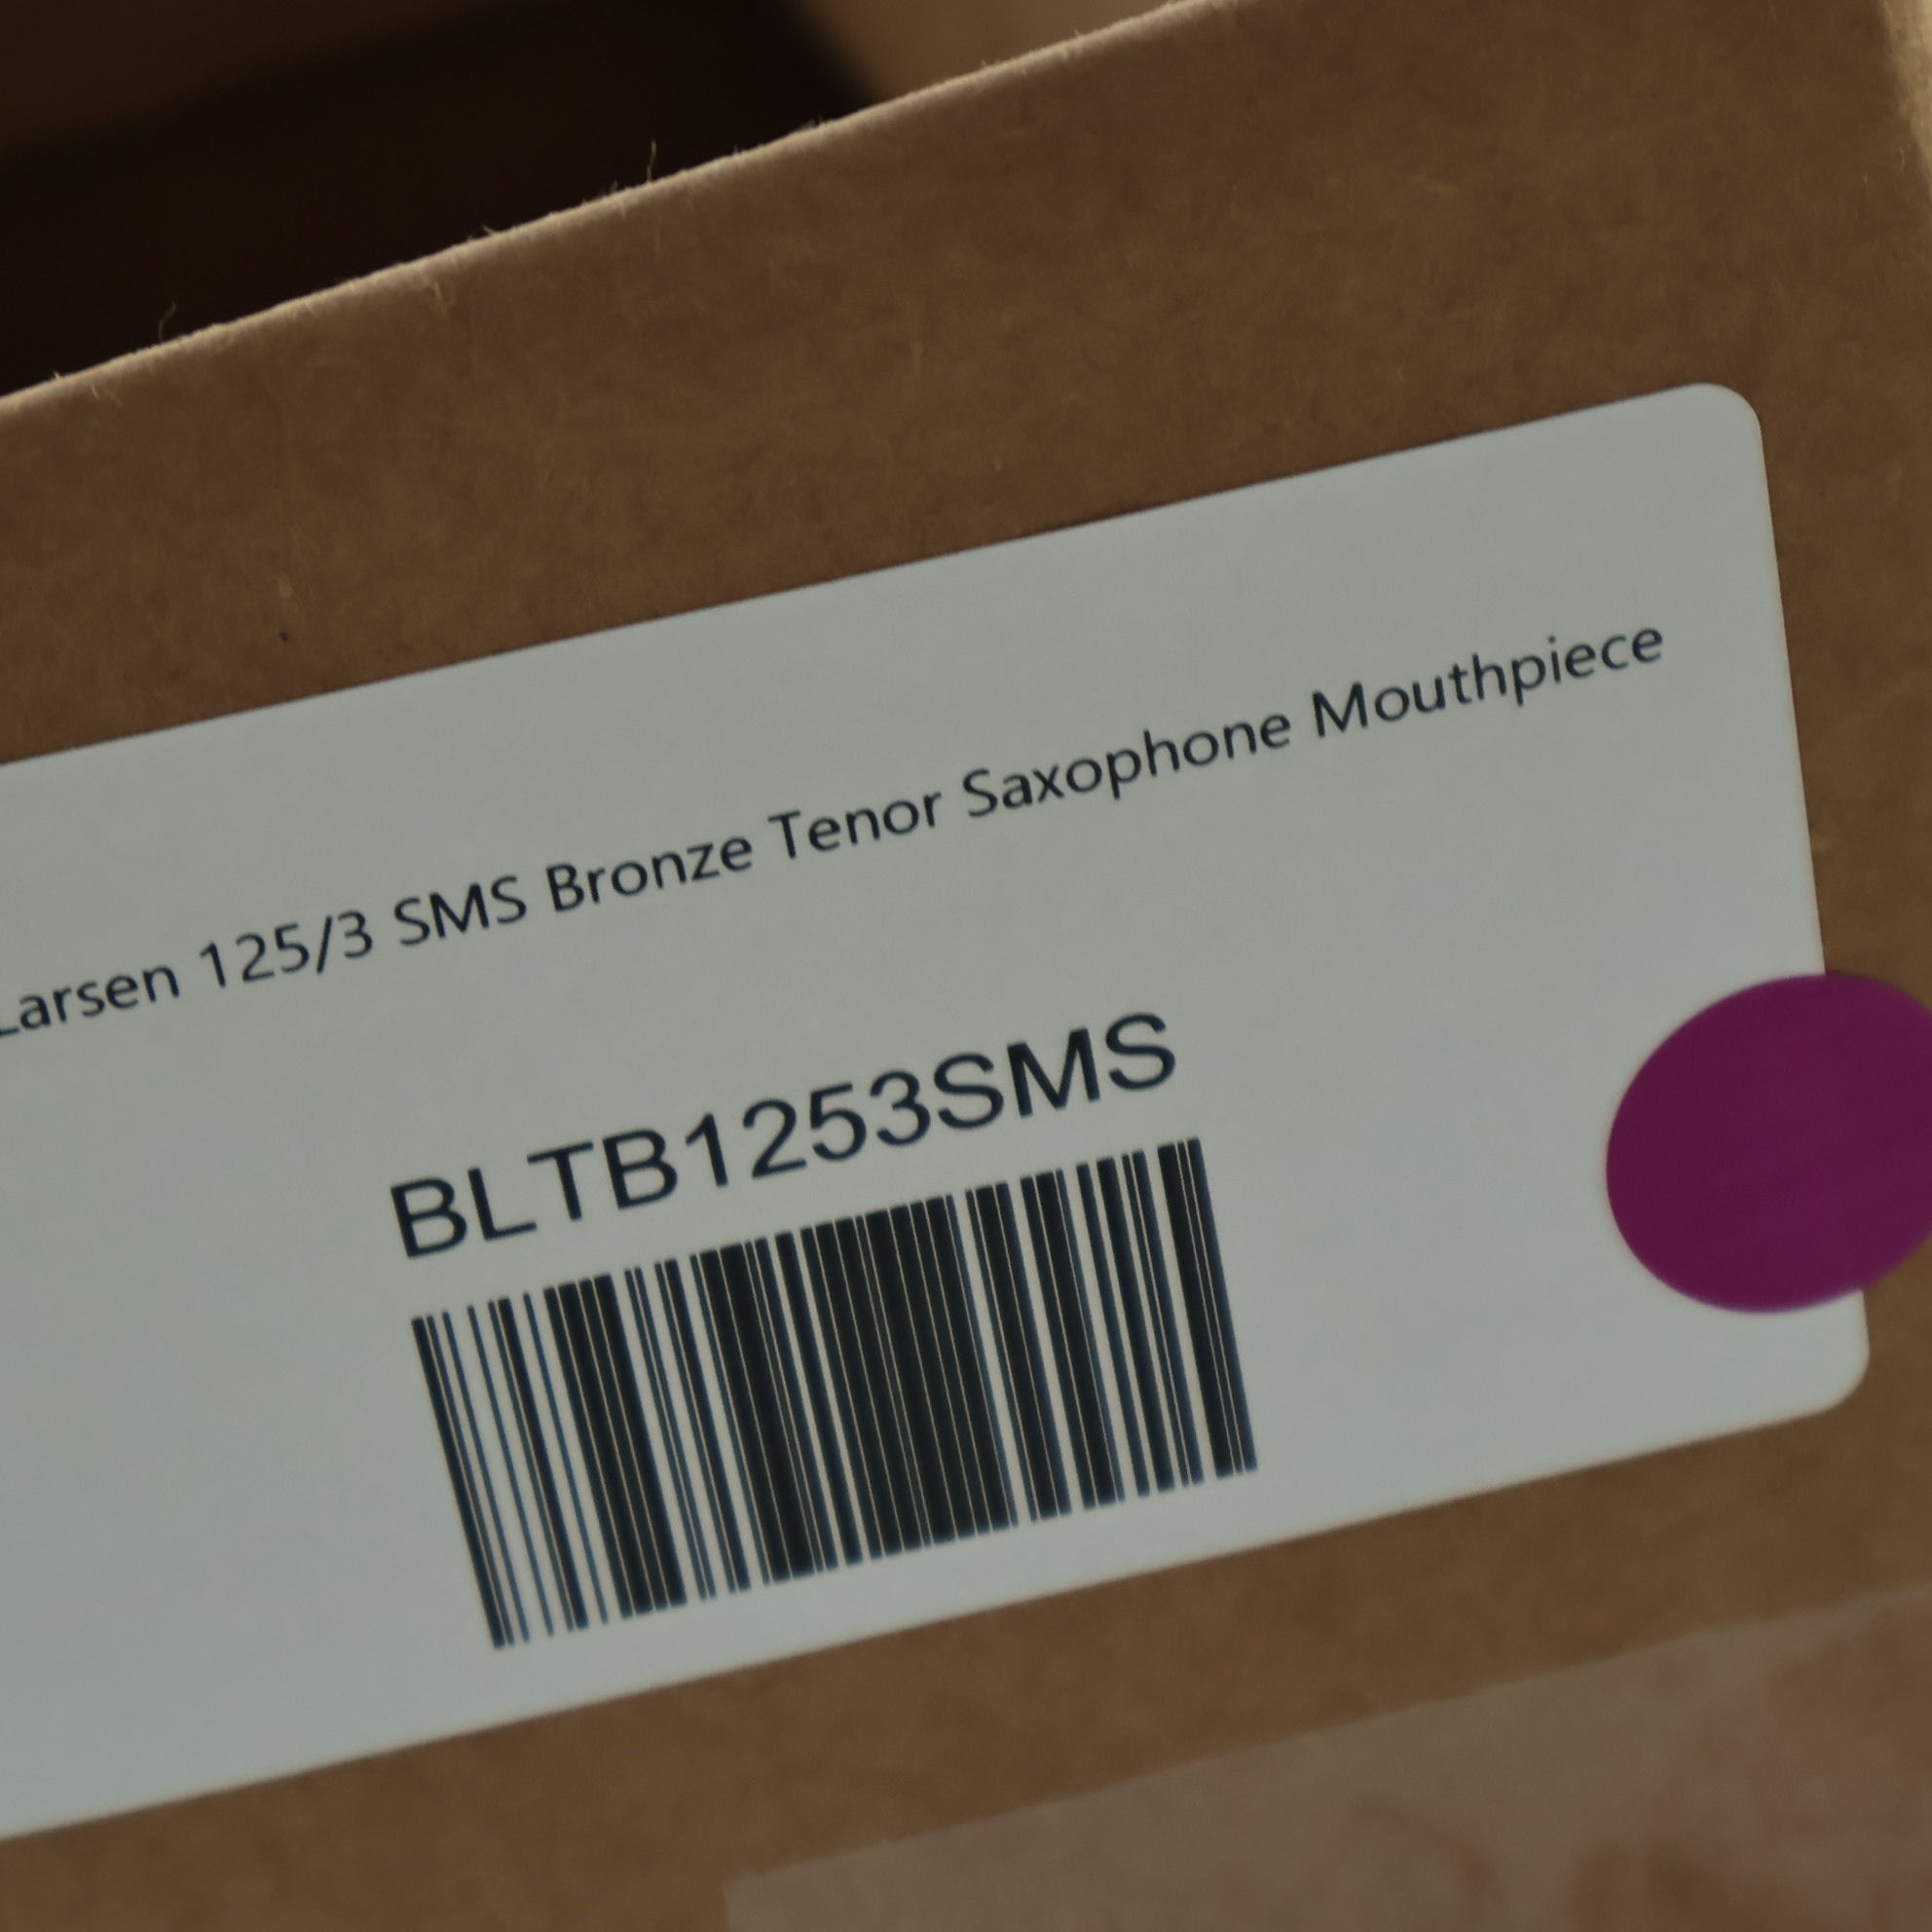 Larsen 125/3 SMS Bronze Tenor Saxophone Mouthpiece
BLTB1253SMS